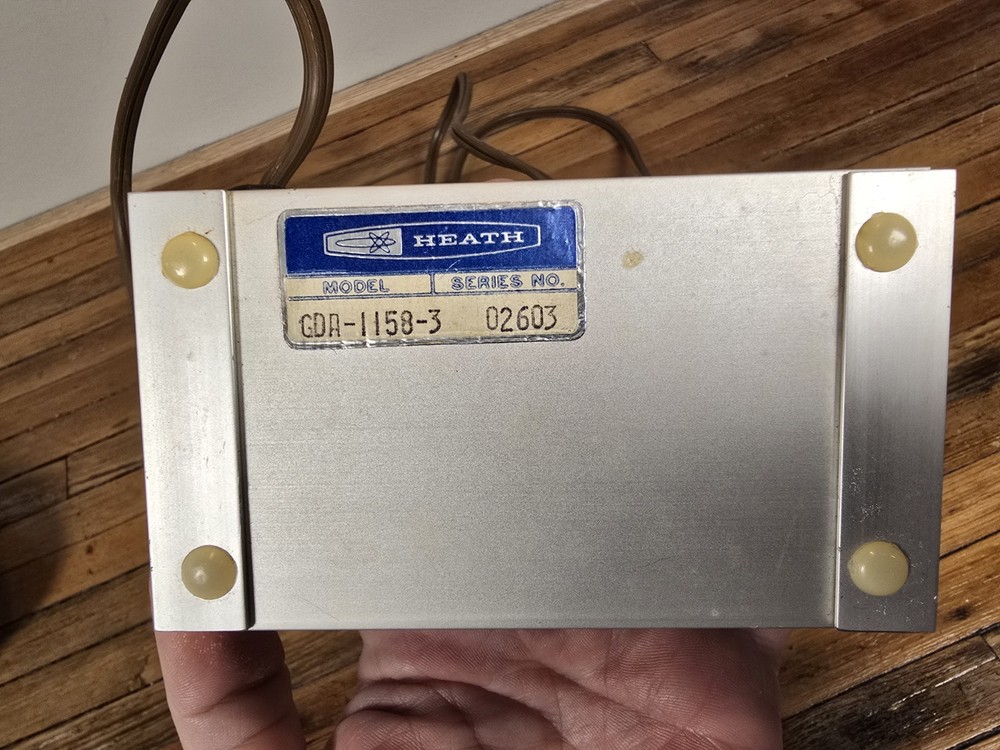 HEATH
MODEL SERIES NO.
GDA-1158-3 02603